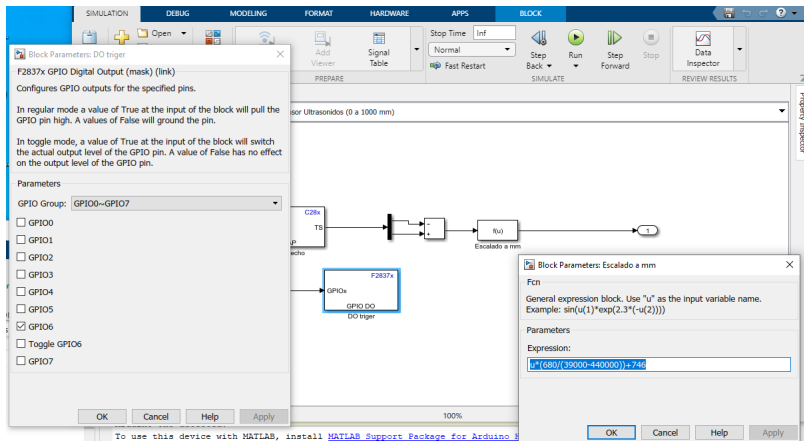 SIMULATION DEBUG MODELING FORMAT HARDWARE APPS BLOCK
Open
Add Viewer
Signal Table
PREPARE
Stop Time Inf
Normal
Fast Restart
Step Back
Run
Step Forward
Stop
SIMULATE
Data Inspector
REVIEW RESULTS
Property Inspector
Block Parameters: DO triger
F2837x GPIO Digital Output (mask) (link)
Configures GPIO outputs for the specified pins.
In regular mode a value of True at the input of the block will pull the
GPIO pin high. A values of False will ground the pin.
In toggle mode, a value of True at the input of the block will switch
the actual output level of the GPIO pin. A value of False has no effect
on the output level of the GPIO pin.
Parameters
GPIO Group: GPIO0~GPIO7
GPIO0
GPIO1
GPIO2
GPIO3
GPIO4
GPIO5
GPIO6
Toggle GPIO6
GPIO7
OK Cancel Help Apply
sor Ultrasonidos (0 a 1000 mm)
C28x
TS
echo
f(u)
Escalado a mm
1
F2837x
GPIOx
GPIO DO
DO triger
Block Parameters: Escalado a mm
Fcn
General expression block. Use "u" as the input variable name.
Example: sin(u(1)*exp(2.3*(-u(2))))
Parameters
Expression:
u*(680/(39000-440000))+746
OK Cancel Help Apply
100%
To use this device with MATLAB, install MATLAB Support Package for Arduino H